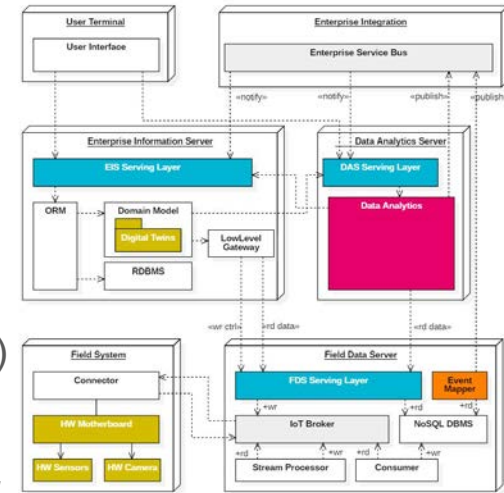 User Terminal
User Interface
Enterprise Integration
Enterprise Service Bus
«notify»
«notify»
«publish»
«publish»
Enterprise Information Server
EIS Serving Layer
ORM
Domain Model
Digital Twins
LowLevel
Gateway
RDBMS
Data Analytics Server
DAS Serving Layer
Data Analytics
«wr ctrl»
«rd data»
«rd data»
)
Field System
Connector
HW Motherboard
HW Sensors
HW Camera
Field Data Server
FDS Serving Layer
Event
Mapper
+wr
+rd
+rd
IoT Broker
NoSQL DBMS
+rd
+wr
+rd
+wr
Stream Processor
Consumer